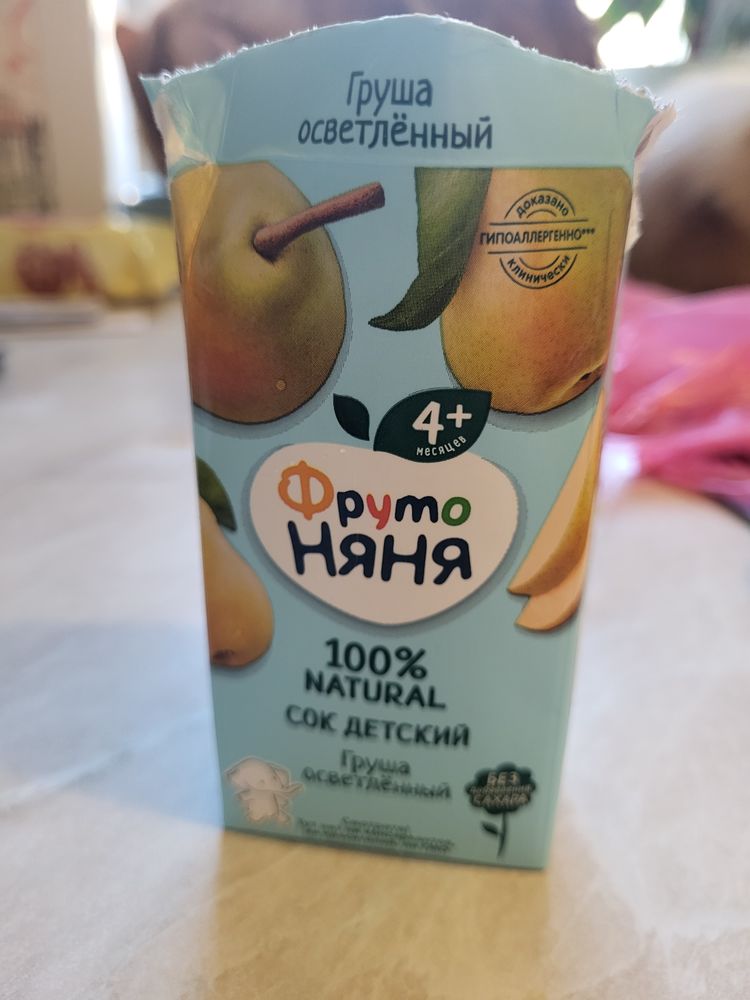 Груша
осветлённый
доказано
ГИПОАЛЛЕРГЕННО***
клинически
4+
месяцев
Фруто
НЯНЯ
100%
NATURAL
СОК ДЕТСКИЙ
Груша
осветлённый
БЕЗ
САХАРА